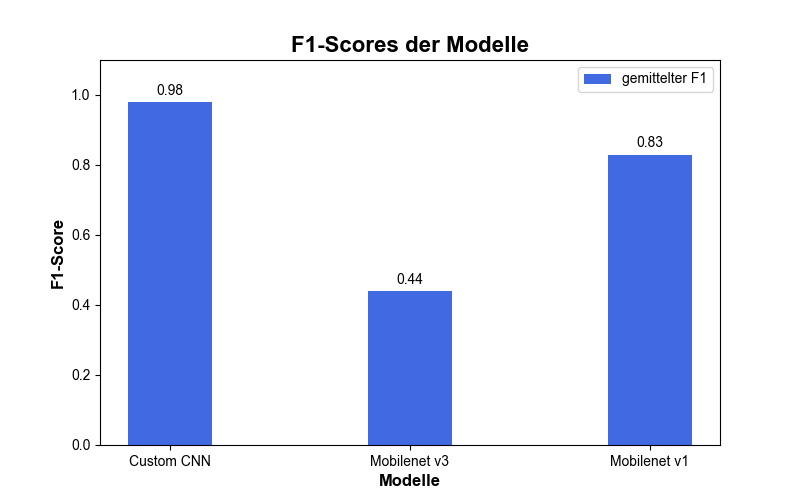 F1-Scores der Modelle
gemittelter F1
F1-Score
1.0
0.8
0.6
0.4
0.2
0.0
0.98
0.44
0.83
Custom CNN
Mobilenet v3
Mobilenet v1
Modelle